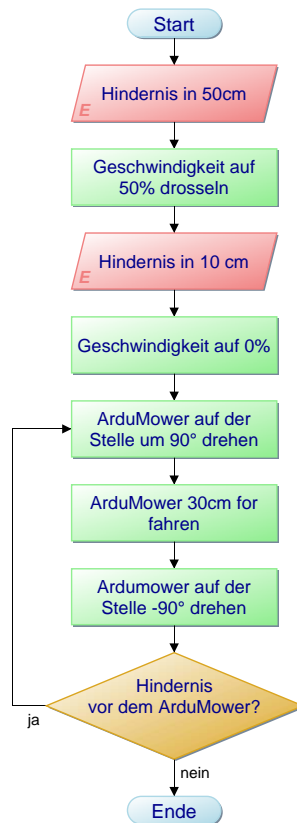 Start
Hindernis in 50cm
E
Geschwindigkeit auf
50% drosseln
Hindernis in 10 cm
E
Geschwindigkeit auf 0%
ArduMower auf der
Stelle um 90° drehen
ArduMower 30cm for
fahren
Ardumower auf der
Stelle -90° drehen
Hindernis
vor dem ArduMower?
ja
nein
Ende